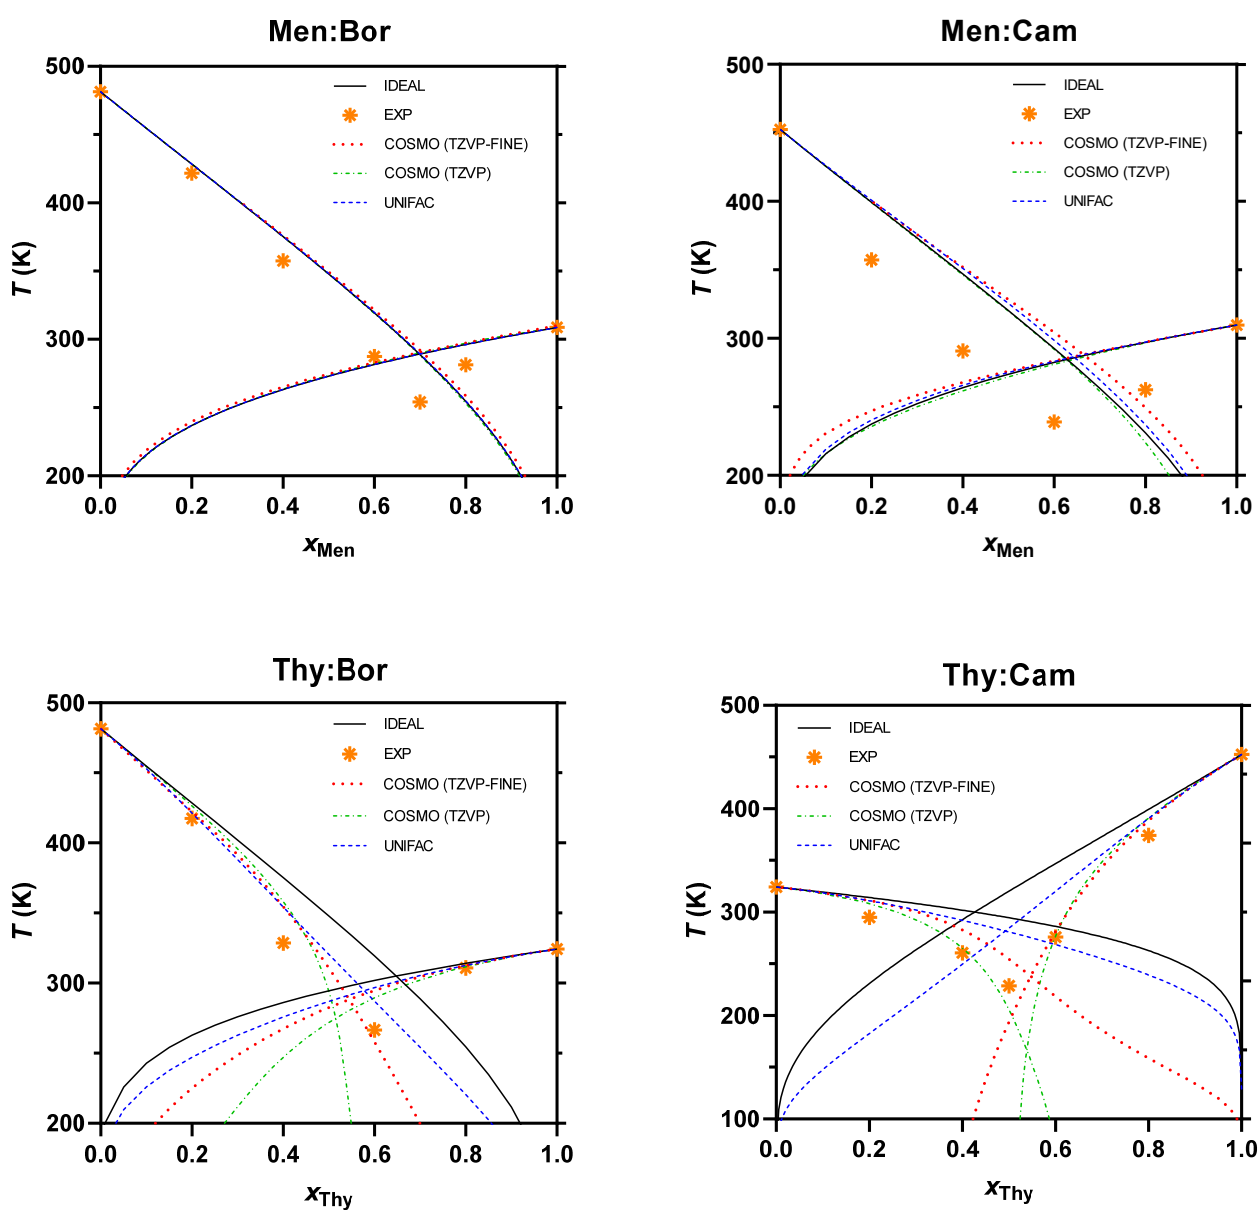 Men:Bor
500
400
300
200
T (K)
IDEAL
EXP
COSMO (TZVP-FINE)
COSMO (TZVP)
UNIFAC
0.0 0.2 0.4 0.6 0.8 1.0
xMen
Men:Cam
500
400
300
200
T (K)
IDEAL
EXP
COSMO (TZVP-FINE)
COSMO (TZVP)
UNIFAC
0.0 0.2 0.4 0.6 0.8 1.0
xMen
Thy:Bor
500
400
300
200
T (K)
IDEAL
EXP
COSMO (TZVP-FINE)
COSMO (TZVP)
UNIFAC
0.0 0.2 0.4 0.6 0.8 1.0
xThy
Thy:Cam
500
400
300
200
100
T (K)
IDEAL
EXP
COSMO (TZVP-FINE)
COSMO (TZVP)
UNIFAC
0.0 0.2 0.4 0.6 0.8 1.0
xThy